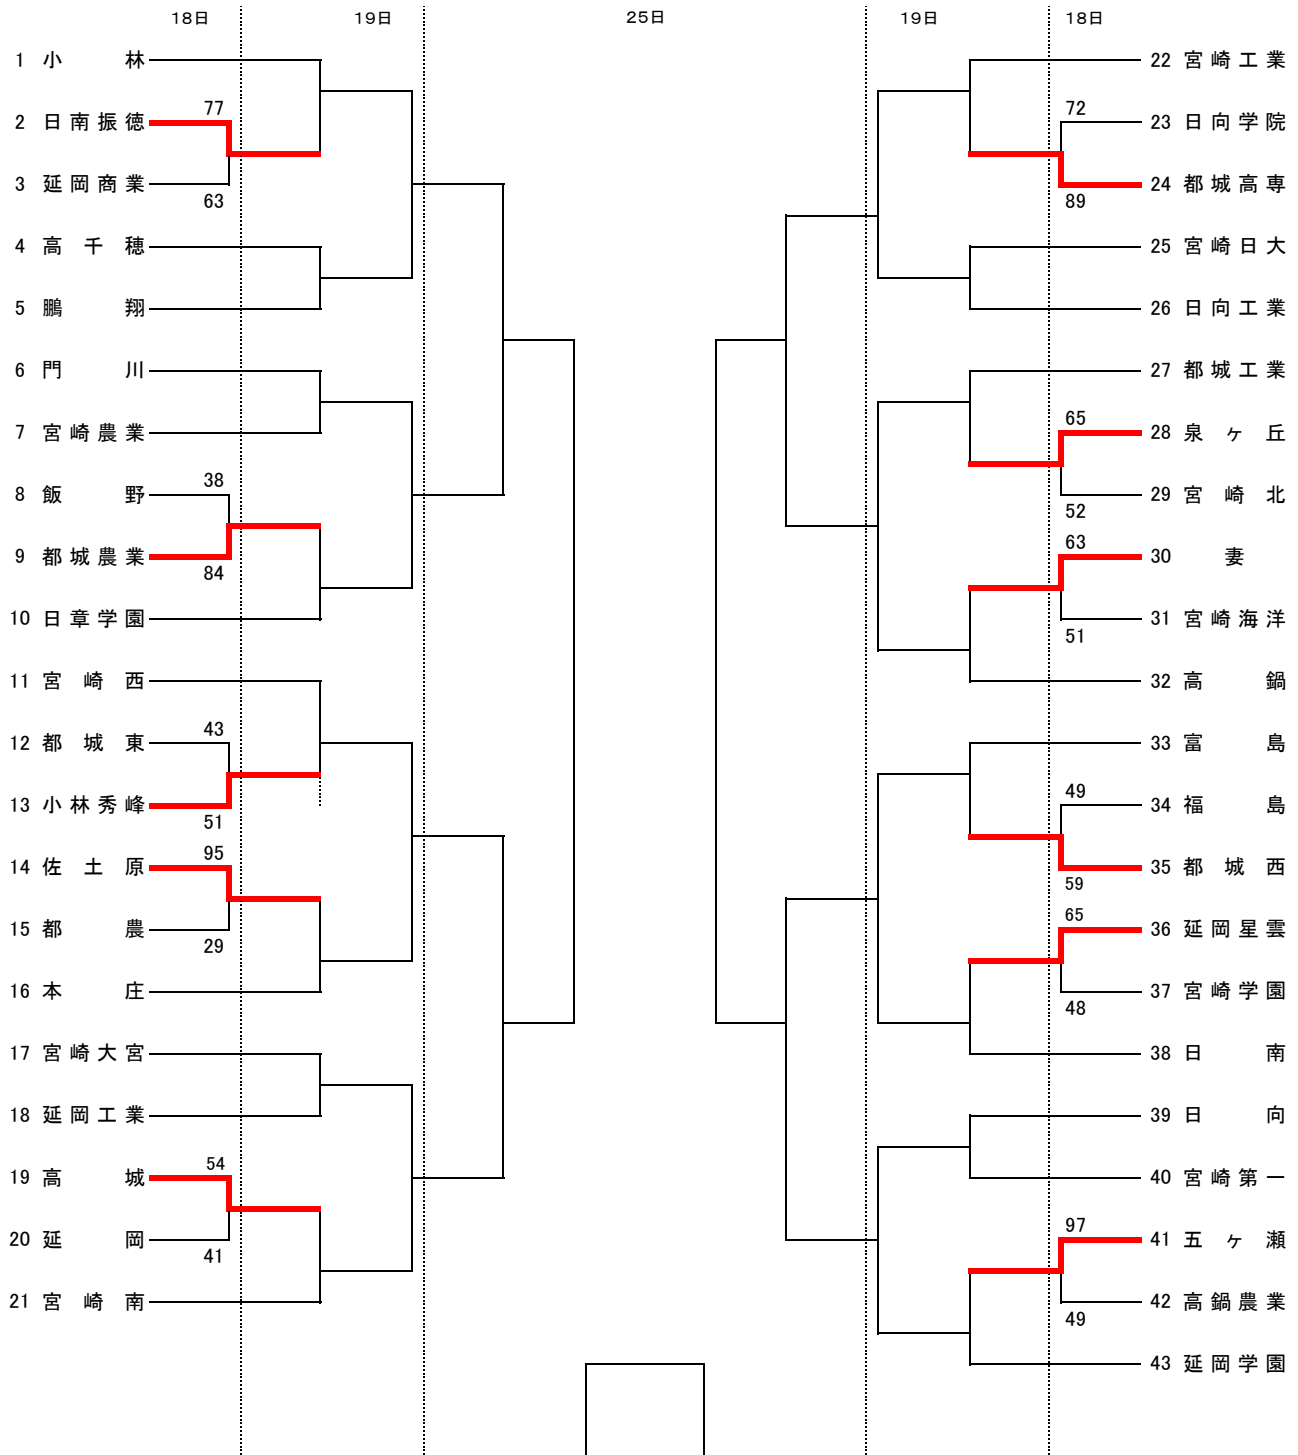 18日 19日 25日 19日 18日
1 小林
77
2 日南振徳
3 延岡商業
63
4 高千穂
5 鵬翔
6 門川
7 宮崎農業
38
8 飯野
9 都城農業
84
10 日章学園
11 宮崎西
43
12 都城東
13 小林秀峰
51
95
14 佐土原
15 都農
29
16 本庄
17 宮崎大宮
18 延岡工業
54
19 高城
20 延岡
41
21 宮崎南
22 宮崎工業
72
23 日向学院
24 都城高専
89
25 宮崎日大
26 日向工業
27 都城工業
65
28 泉ヶ丘
29 宮崎北
52
63
30 妻
31 宮崎海洋
51
32 高鍋
33 富島
49
34 福島
35 都城西
59
65
36 延岡星雲
37 宮崎学園
48
38 日南
39 日向
40 宮崎第一
97
41 五ヶ瀬
42 高鍋農業
49
43 延岡学園